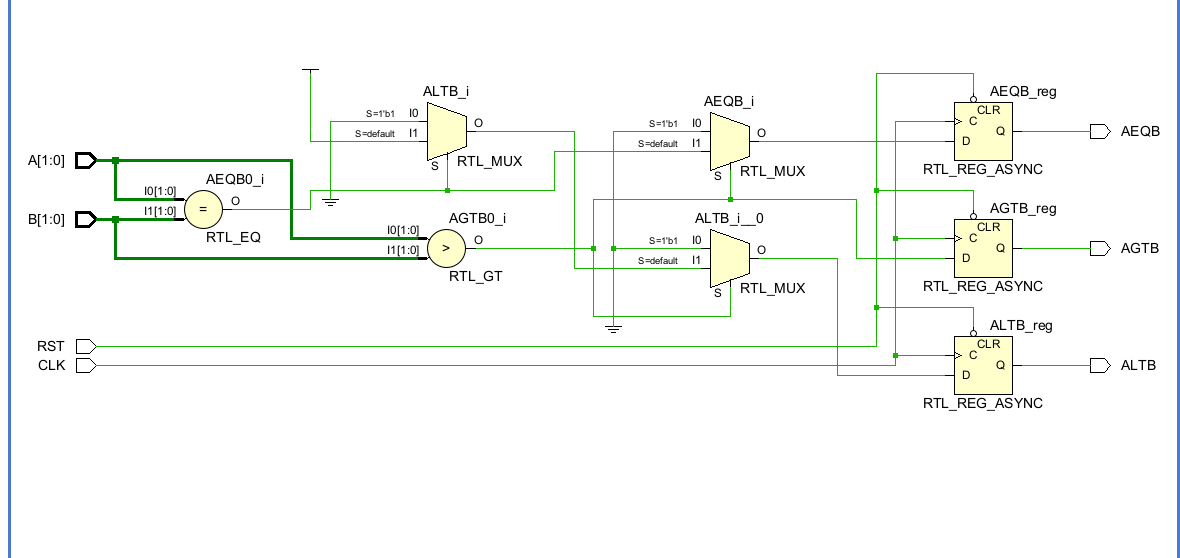 A[1:0]
B[1:0]
I0[1:0]
I1[1:0]
AEQB0_i
=
O
RTL_EQ
S=1'b1 I0
S=default I1
ALTB_i
O
S
RTL_MUX
I0[1:0]
I1[1:0]
AGTB0_i
>
O
RTL_GT
S=1'b1 I0
S=default I1
AEQB_i
O
S
RTL_MUX
S=1'b1 I0
S=default I1
ALTB_i__0
O
S
RTL_MUX
AEQB_reg
CLR
C
Q
D
RTL_REG_ASYNC
AEQB
AGTB_reg
CLR
C
Q
D
RTL_REG_ASYNC
AGTB
ALTB_reg
CLR
C
Q
D
RTL_REG_ASYNC
ALTB
RST
CLK